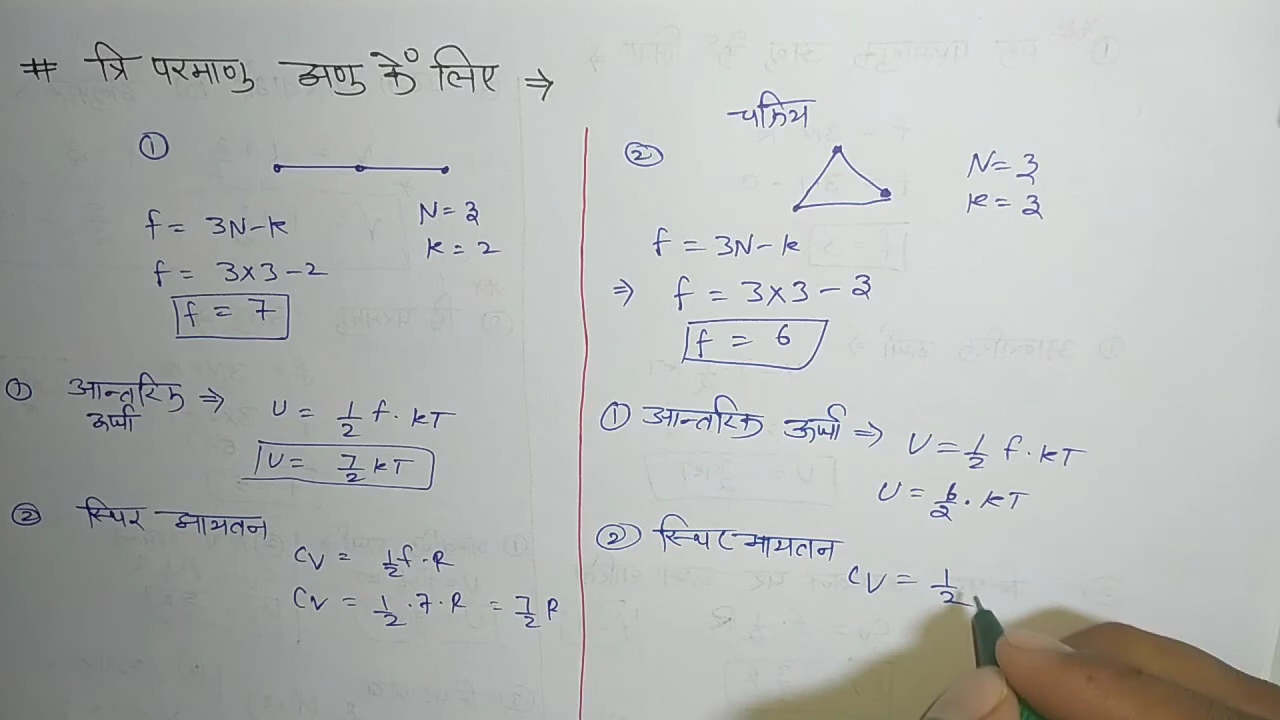 # त्रि परमाणु अणु के लिए ⇒
①
N = 3
K = 2
f = 3N - K
f = 3×3 - 2
f = 7
① आन्तरिक ऊर्जा ⇒ U = 1/2 f. KT
U = 7/2 KT
② स्थिर आयतन
CV = 1/2 f. R
CV = 1/2 . 7 . R = 7/2 R
चक्रिय
②
N = 3
K = 3
f = 3N - K
⇒ f = 3×3 - 3
f = 6
① आन्तरिक ऊर्जा ⇒ U = 1/2 f. KT
U = 6/2 . KT
② स्थिर आयतन
CV = 1/2